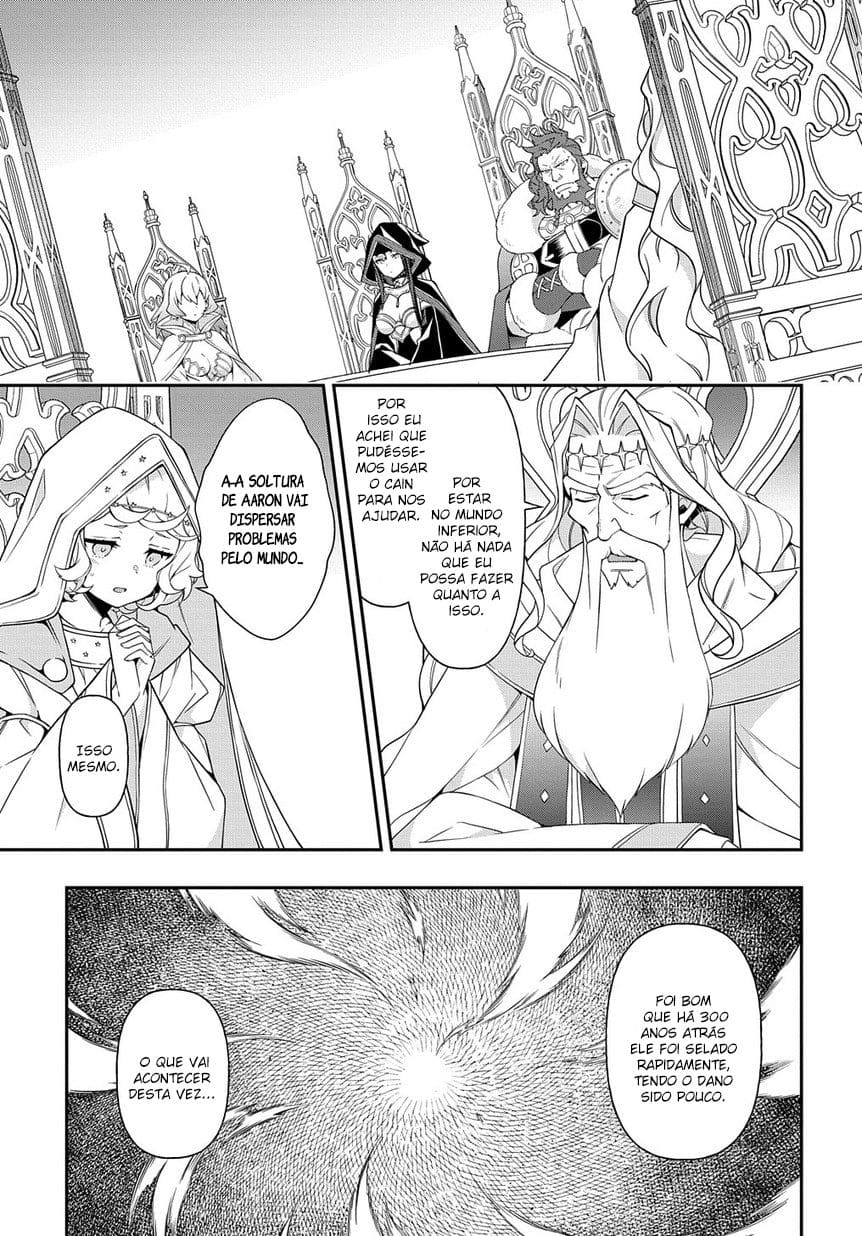 POR
ESTAR
NO MUNDO
INFERIOR,
NÃO HÁ NADA
QUE EU
POSSA FAZER
QUANTO A
ISSO.
POR
ISSO EU
ACHEI QUE
PUDÉSSE-
MOS USAR
O CAIN
PARA NOS
AJUDAR.
A-A SOLTURA
DE AARON VAI
DISPERSAR
PROBLEMAS
PELO MUNDO...
ISSO
MESMO.
FOI BOM
QUE HÁ 300
ANOS ATRÁS
ELE FOI SELADO
RAPIDAMENTE,
TENDO O DANO
SIDO POUCO.
O QUE VAI
ACONTECER
DESTA VEZ...